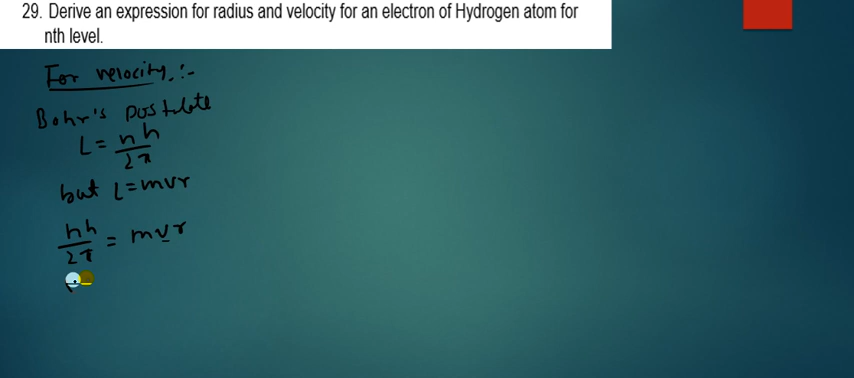 29. Derive an expression for radius and velocity for an electron of Hydrogen atom for
nth level.
For velocity :-
Bohr's postulate
L = nh/2π
but L = mvr
nh/2π = mvr